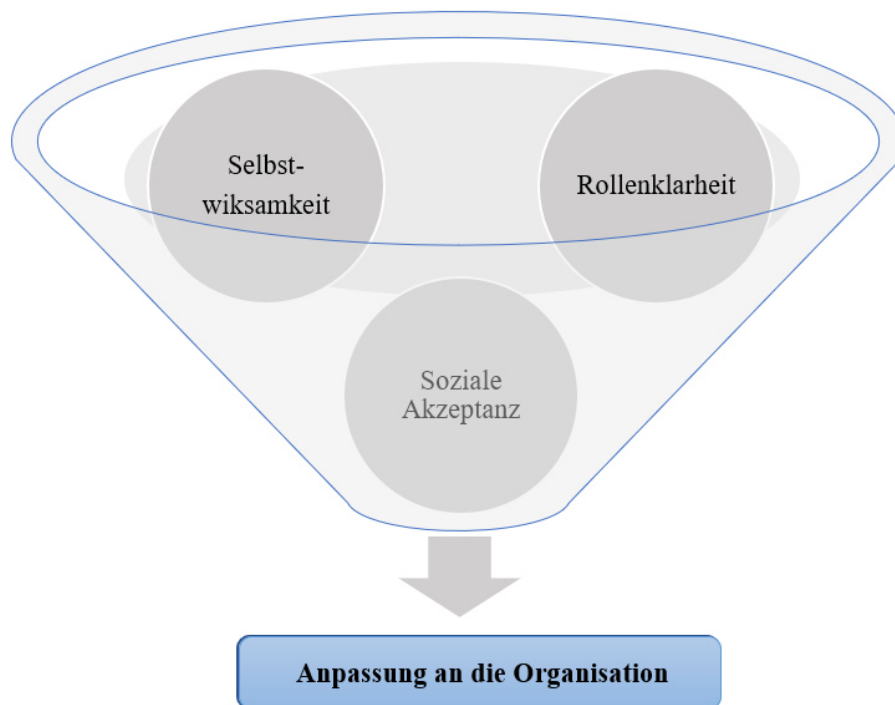 Selbst-
wiksamkeit
Rollenklarheit
Soziale
Akzeptanz
Anpassung an die Organisation